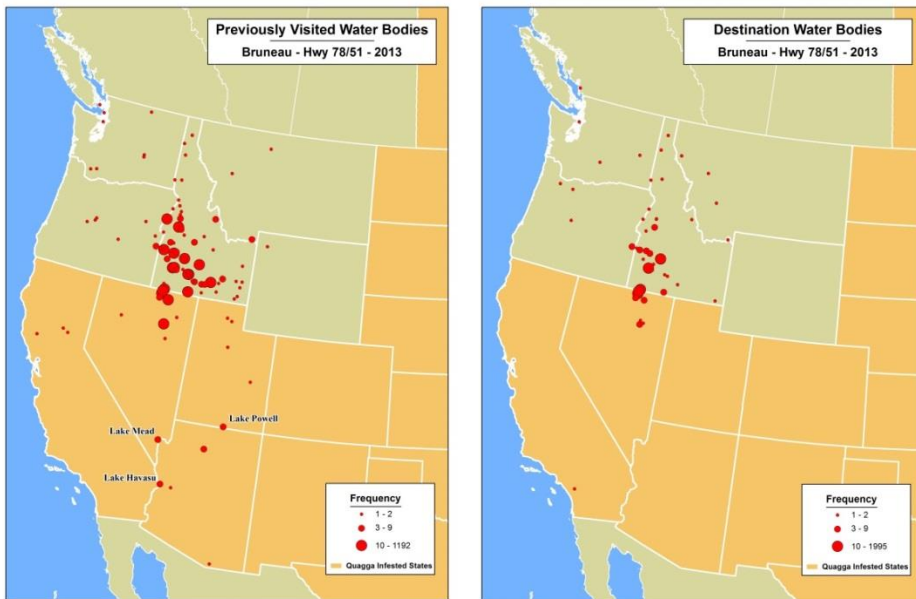 Previously Visited Water Bodies
Bruneau - Hwy 78/51 - 2013
Lake Powell
Lake Mead
Lake Havasu
Frequency
1 - 2
3 - 9
10 - 1192
Quagga Infested States
Destination Water Bodies
Bruneau - Hwy 78/51 - 2013
Frequency
1 - 2
3 - 9
10 - 1995
Quagga Infested States